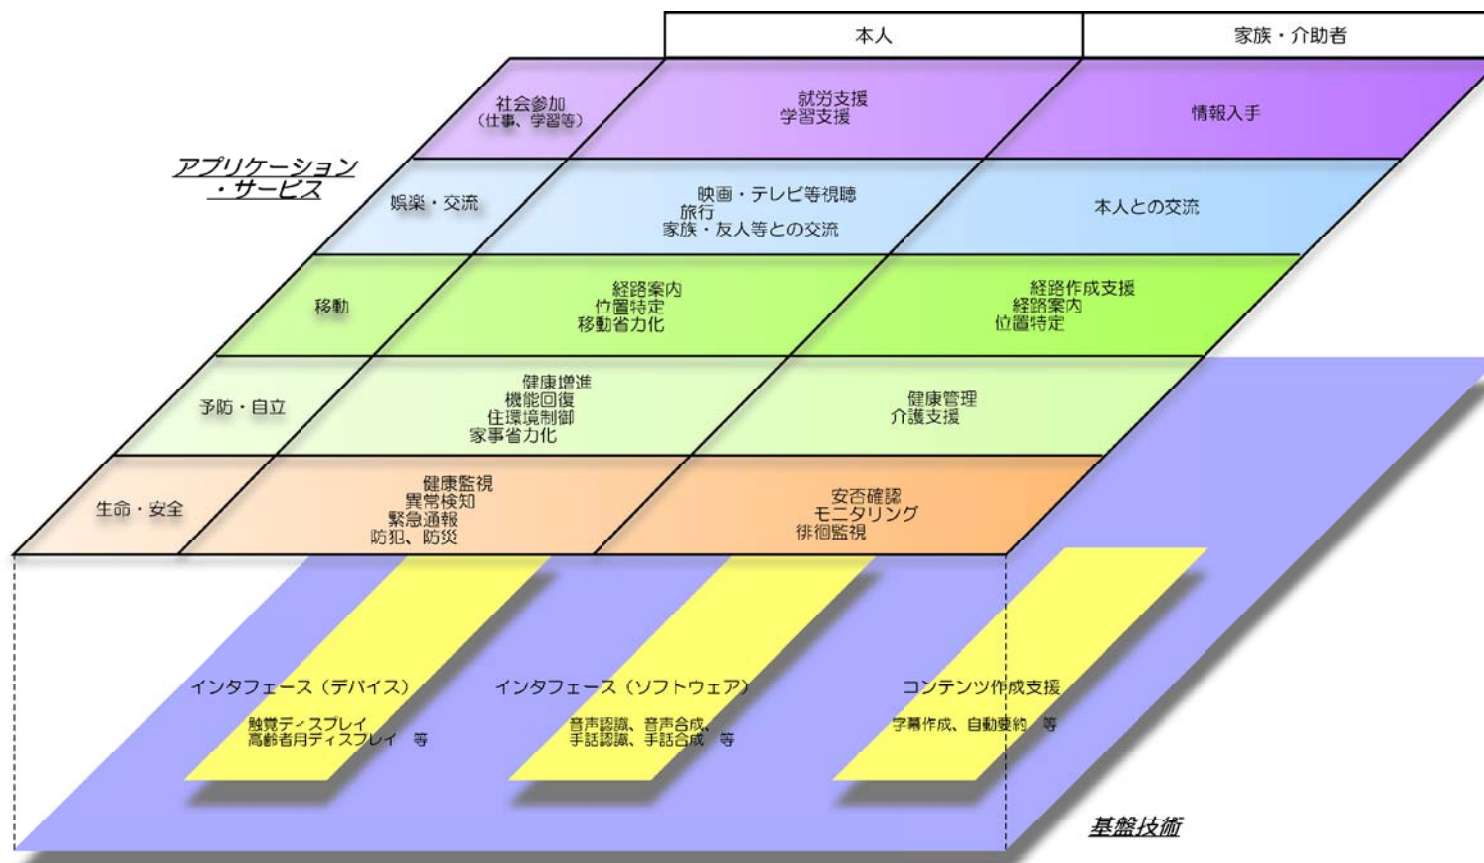 本人
家族・介助者
社会参加
(仕事、学習等)
就労支援
学習支援
情報入手
アプリケーション
・サービス
娯楽・交流
映画・テレビ等視聴
旅行
家族・友人等との交流
本人との交流
移動
経路案内
位置特定
移動省力化
経路作成支援
経路案内
位置特定
予防・自立
健康増進
機能回復
住環境制御
家事省力化
健康管理
介護支援
生命・安全
健康監視
異常検知
緊急通報
防犯、防災
安否確認
モニタリング
徘徊監視
インタフェース(デバイス)
触覚ディスプレイ
高齢者用ディスプレイ 等
インタフェース(ソフトウェア)
音声認識、音声合成、
手話認識、手話合成 等
コンテンツ作成支援
字幕作成、自動要約 等
基盤技術